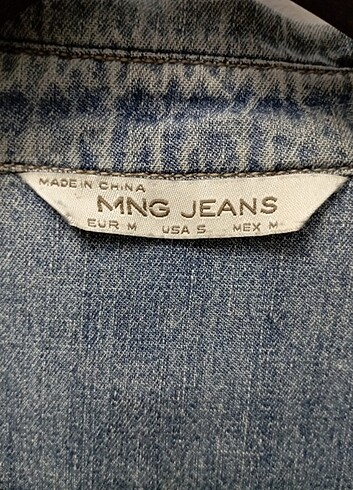 MADE IN CHINA
MNG JEANS
EUR M USA S MEX M